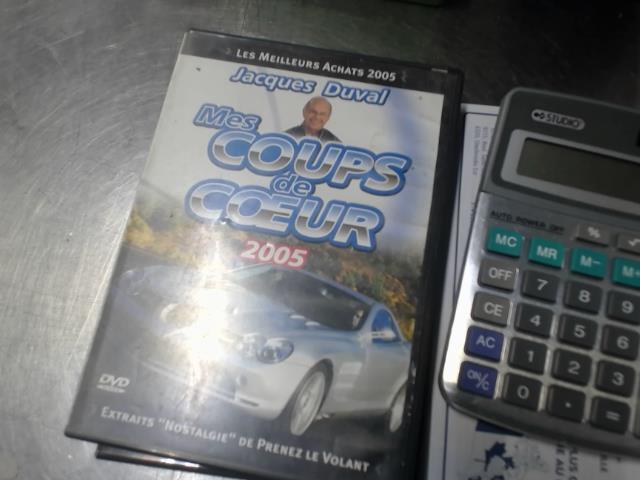 LES MEILLEURS ACHATS 2005
Jacques Duval
Mes
COUPS
de
CŒUR
2005
DVD
EXTRAITS "NOSTALGIE" DE PRENEZ LE VOLANT
STUDIO
AUTO POWER OFF
% √
MC MR M− M+
OFF 7 8 9
CE 4 5 6
AC 1 2 3
ON/C 0 . =